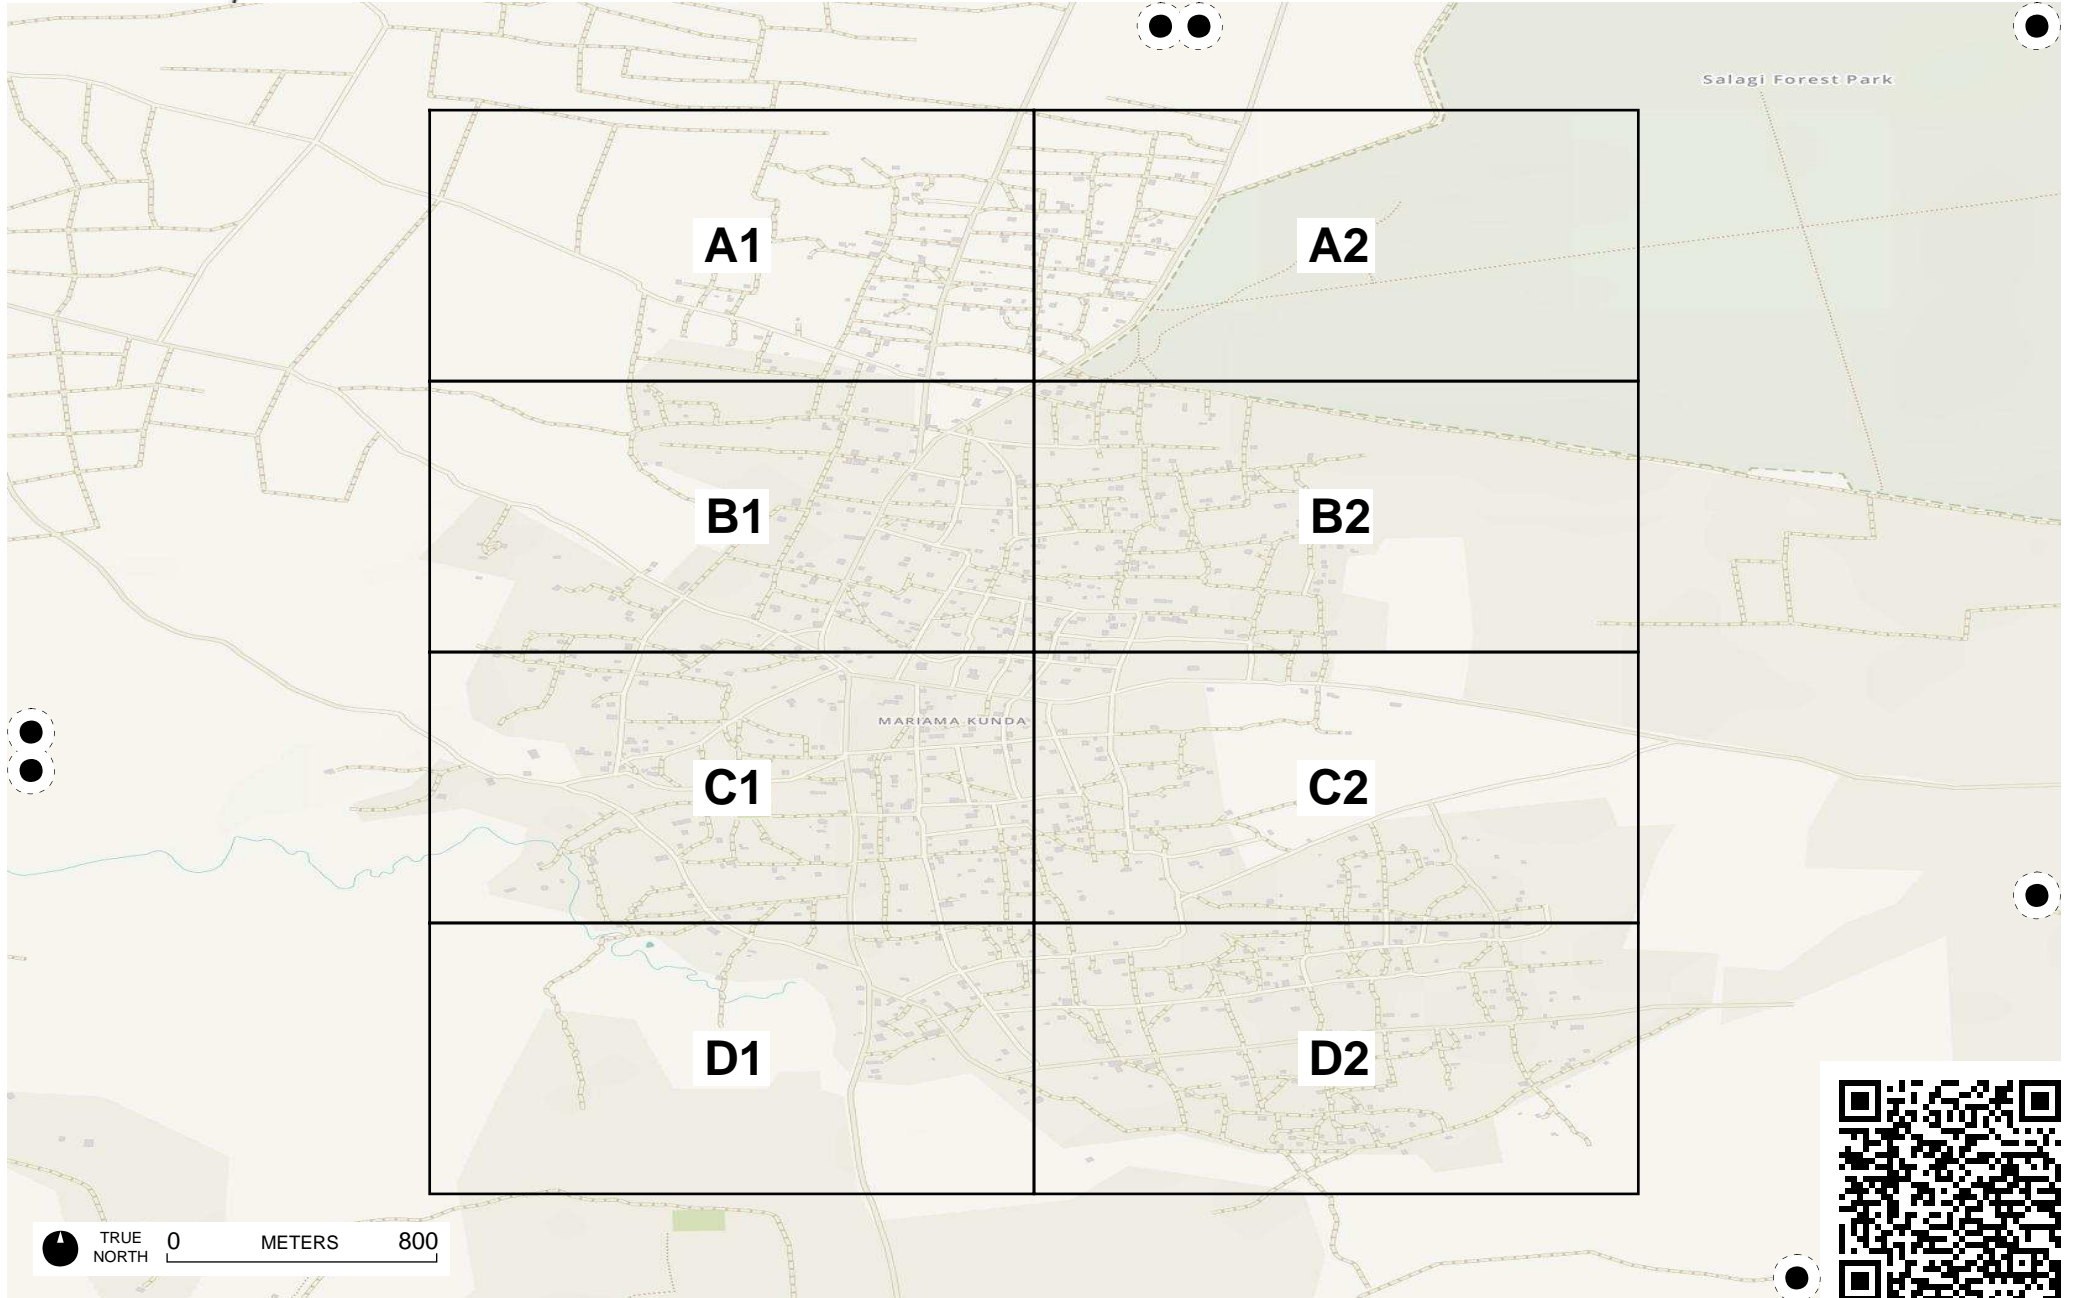 Salagi Forest Park
A1
A2
B1
B2
MARIAMA KUNDA
C1
C2
D1
D2
TRUE NORTH
0 METERS 800